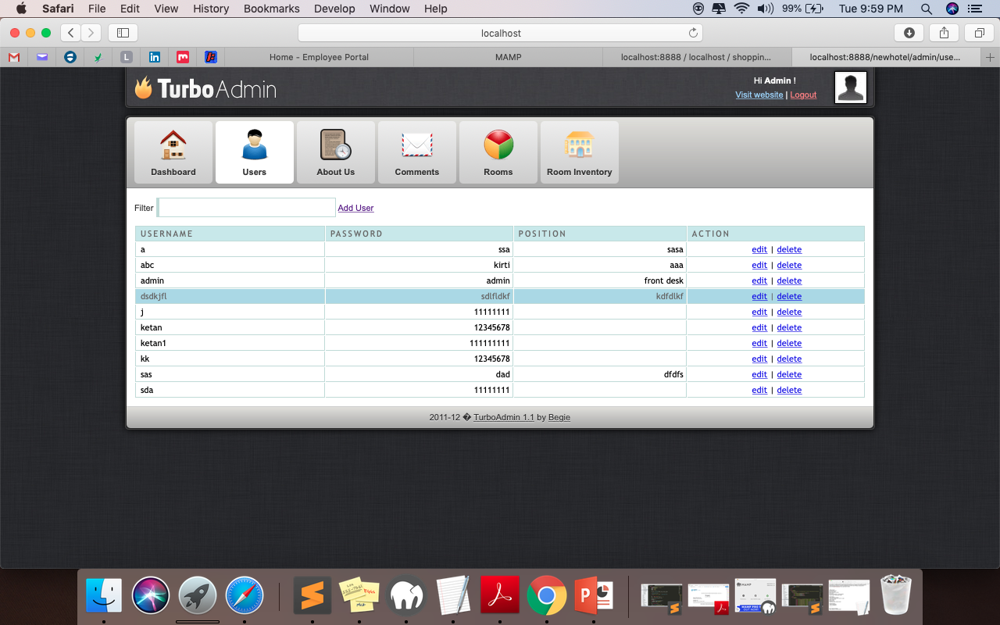 Safari File Edit View History Bookmarks Develop Window Help 99% Tue 9:59 PM
localhost
L in m
Home - Employee Portal MAMP localhost:8888 / localhost / shoppin... localhost:8888/newhotel/admin/use...
TurboAdmin
Hi Admin !
Visit website | Logout
Dashboard Users About Us Comments Rooms Room Inventory
Filter Add User
USERNAME PASSWORD POSITION ACTION
a ssa sasa edit | delete
abc kirti aaa edit | delete
admin admin front desk edit | delete
dsdkjfl sdlfldkf kdfdlkf edit | delete
j 11111111 edit | delete
ketan 12345678 edit | delete
ketan1 111111111 edit | delete
kk 12345678 edit | delete
sas dad dfdfs edit | delete
sda 11111111 edit | delete
2011-12 � TurboAdmin 1.1 by Begie